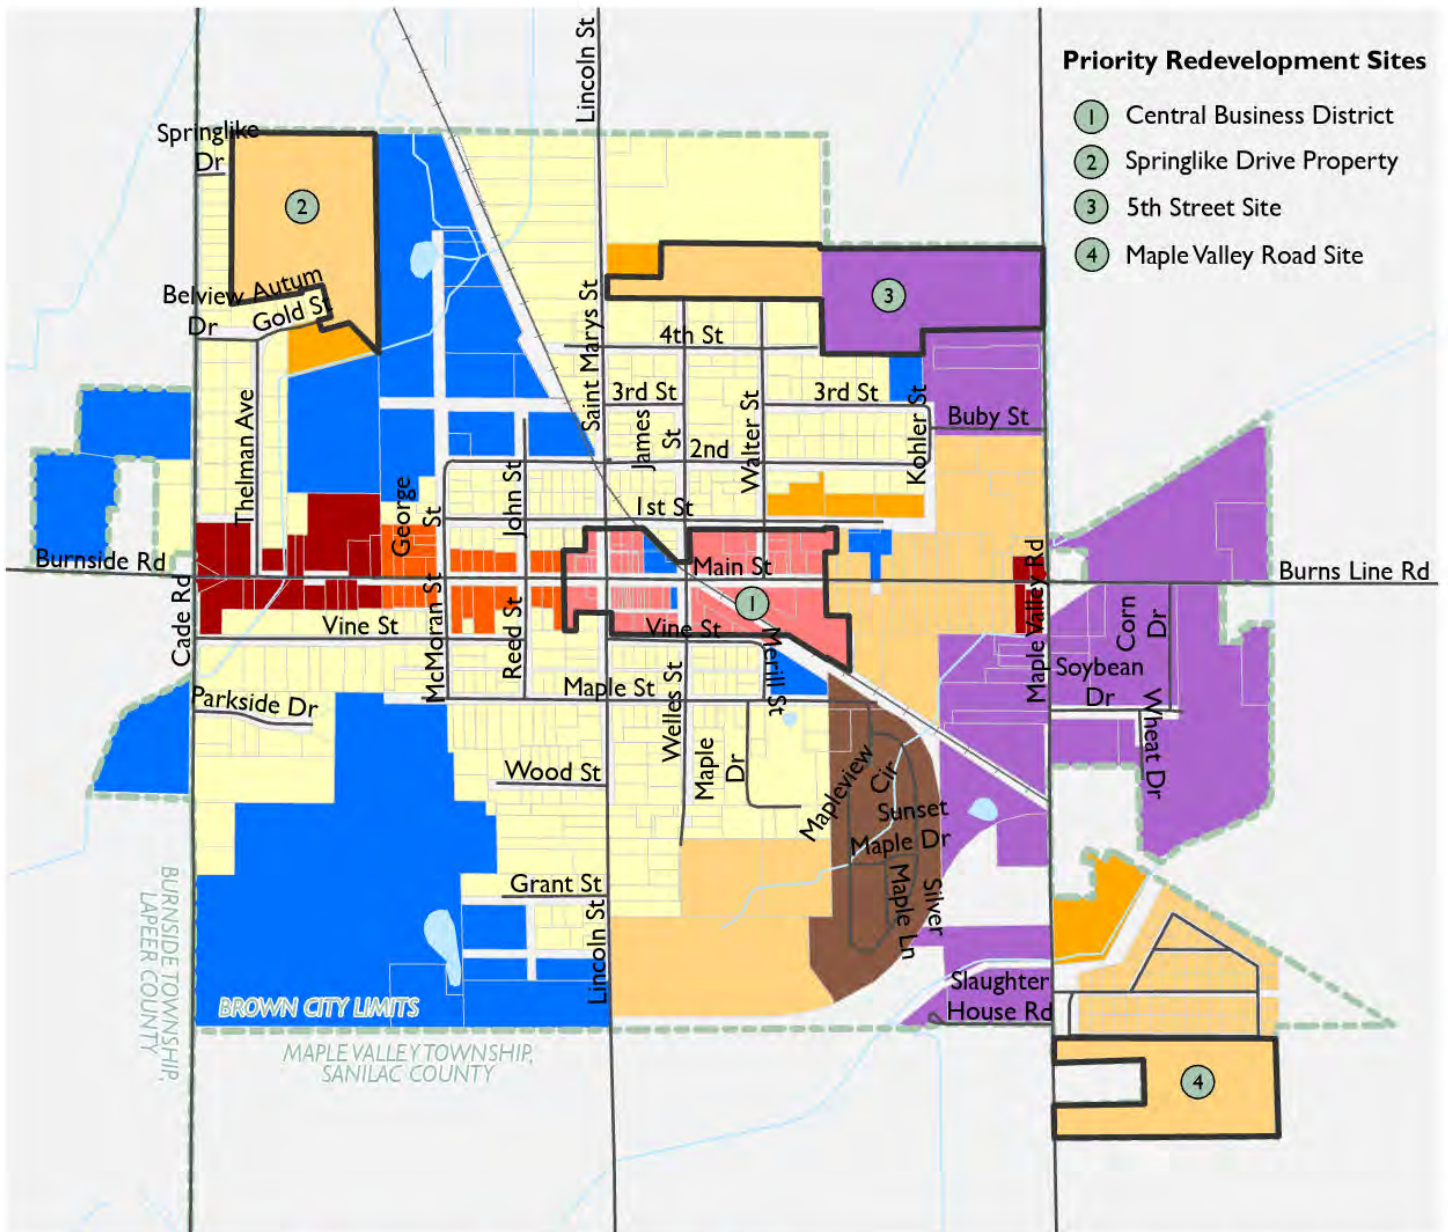 Priority Redevelopment Sites
1 Central Business District
2 Springlike Drive Property
3 5th Street Site
4 Maple Valley Road Site
Lincoln St
Springlike
Dr
2
Belview
Dr
Autum
Gold St
Saint Marys St
3
4th St
3rd St
3rd St
James
St
Walter St
Kohler St
Buby St
2nd
Thelman Ave
George
St
John St
1st St
Burnside Rd
Main St
Burns Line Rd
Cade Rd
Vine St
McMoran St
Reed St
1
Vine St
Merrill St
Maple Valley Rd
Corn
Dr
Soybean
Dr
Wheat Dr
Parkside Dr
Maple St
Welles St
Maple
Dr
Wood St
Mapleview
Cir
Sunset
Maple Dr
Silver
Maple Ln
Grant St
Lincoln St
Slaughter
House Rd
BROWN CITY LIMITS
BURNSIDE TOWNSHIP,
LAPEER COUNTY
MAPLE VALLEY TOWNSHIP,
SANILAC COUNTY
4